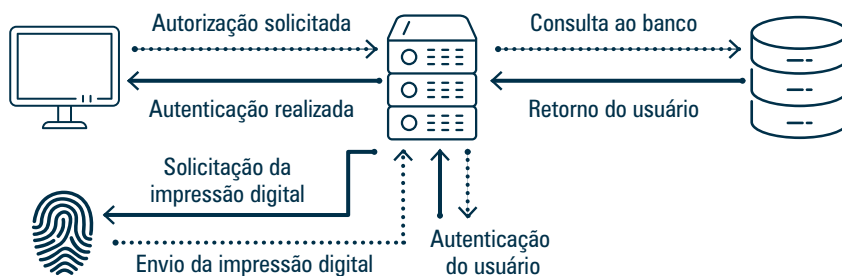 Autorização solicitada
Consulta ao banco
Autenticação realizada
Retorno do usuário
Solicitação da
impressão digital
Envio da impressão digital
Autenticação
do usuário